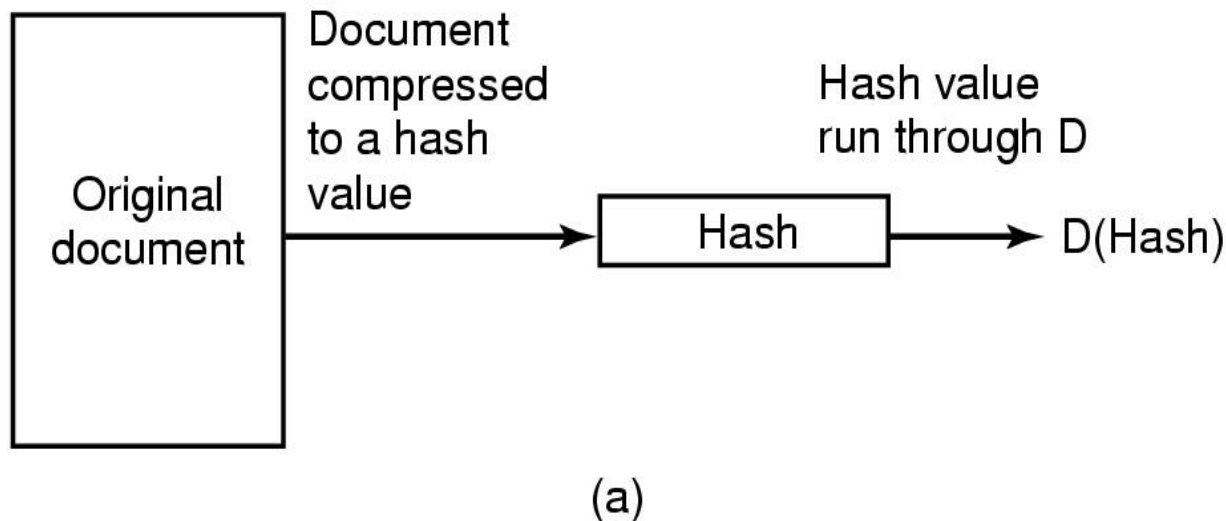 Original
document
Document
compressed
to a hash
value
Hash
Hash value
run through D
D(Hash)
(a)